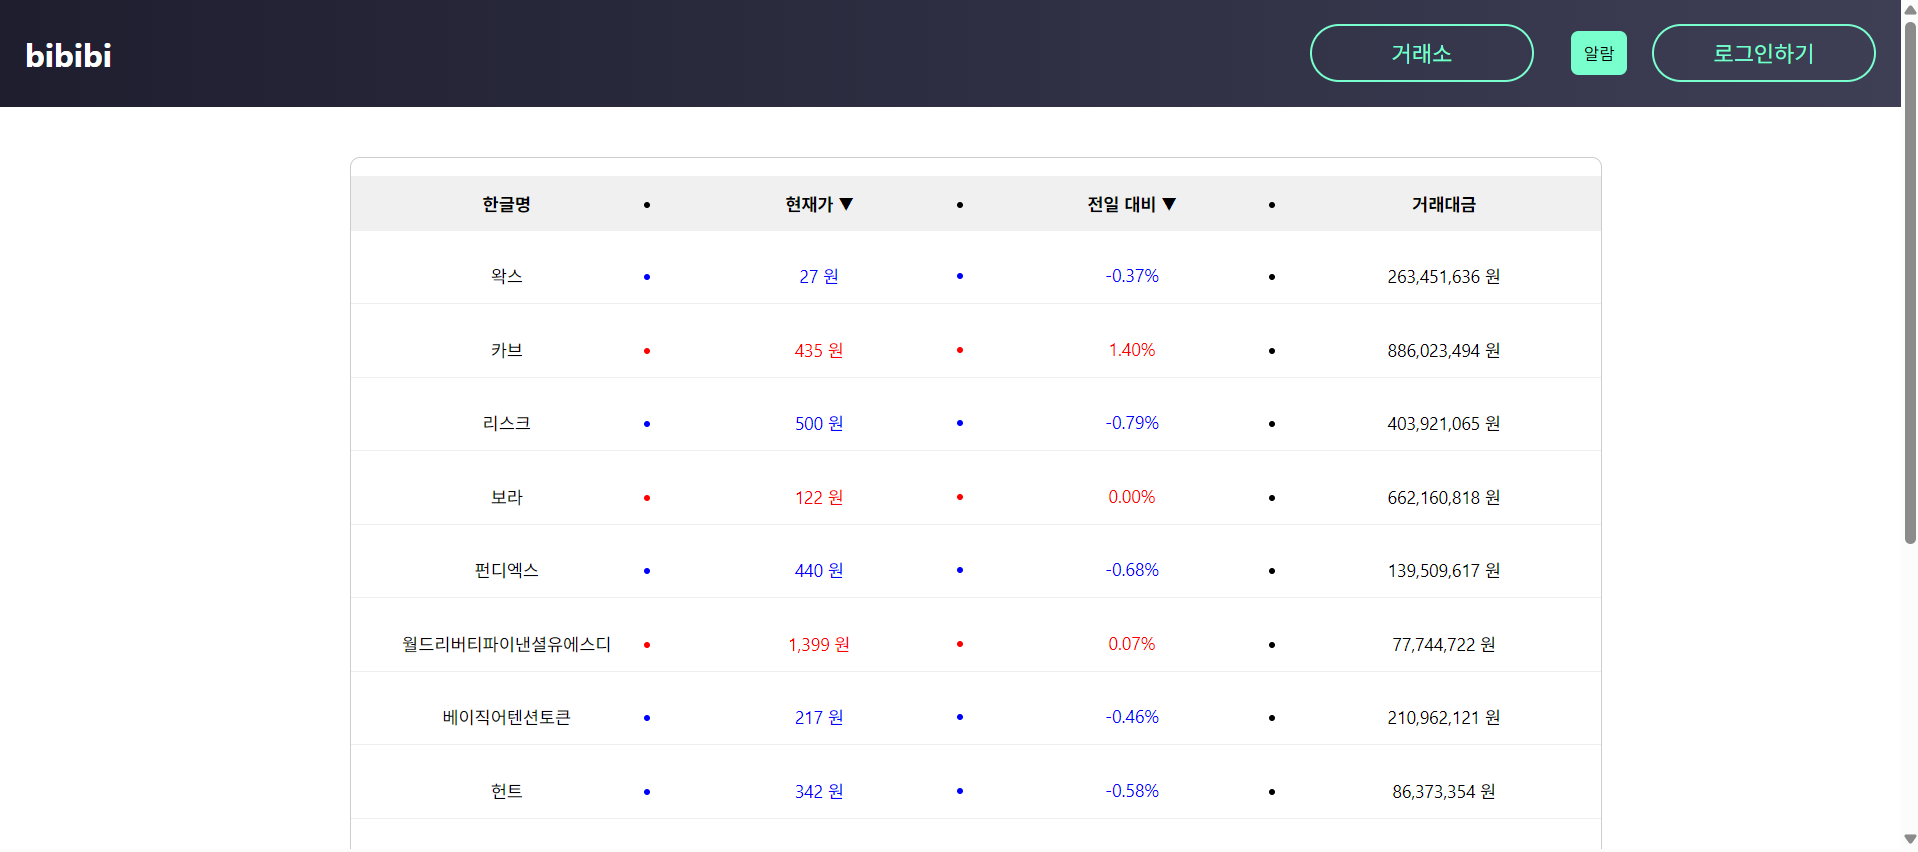 bibibi 거래소 알람 로그인하기
한글명 • 현재가 ▼ • 전일 대비 ▼ • 거래대금
왁스 • 27 원 • -0.37% • 263,451,636 원
카브 • 435 원 • 1.40% • 886,023,494 원
리스크 • 500 원 • -0.79% • 403,921,065 원
보라 • 122 원 • 0.00% • 662,160,818 원
펀디엑스 • 440 원 • -0.68% • 139,509,617 원
월드리버티파이낸셜유에스디 • 1,399 원 • 0.07% • 77,744,722 원
베이직어텐션토큰 • 217 원 • -0.46% • 210,962,121 원
헌트 • 342 원 • -0.58% • 86,373,354 원